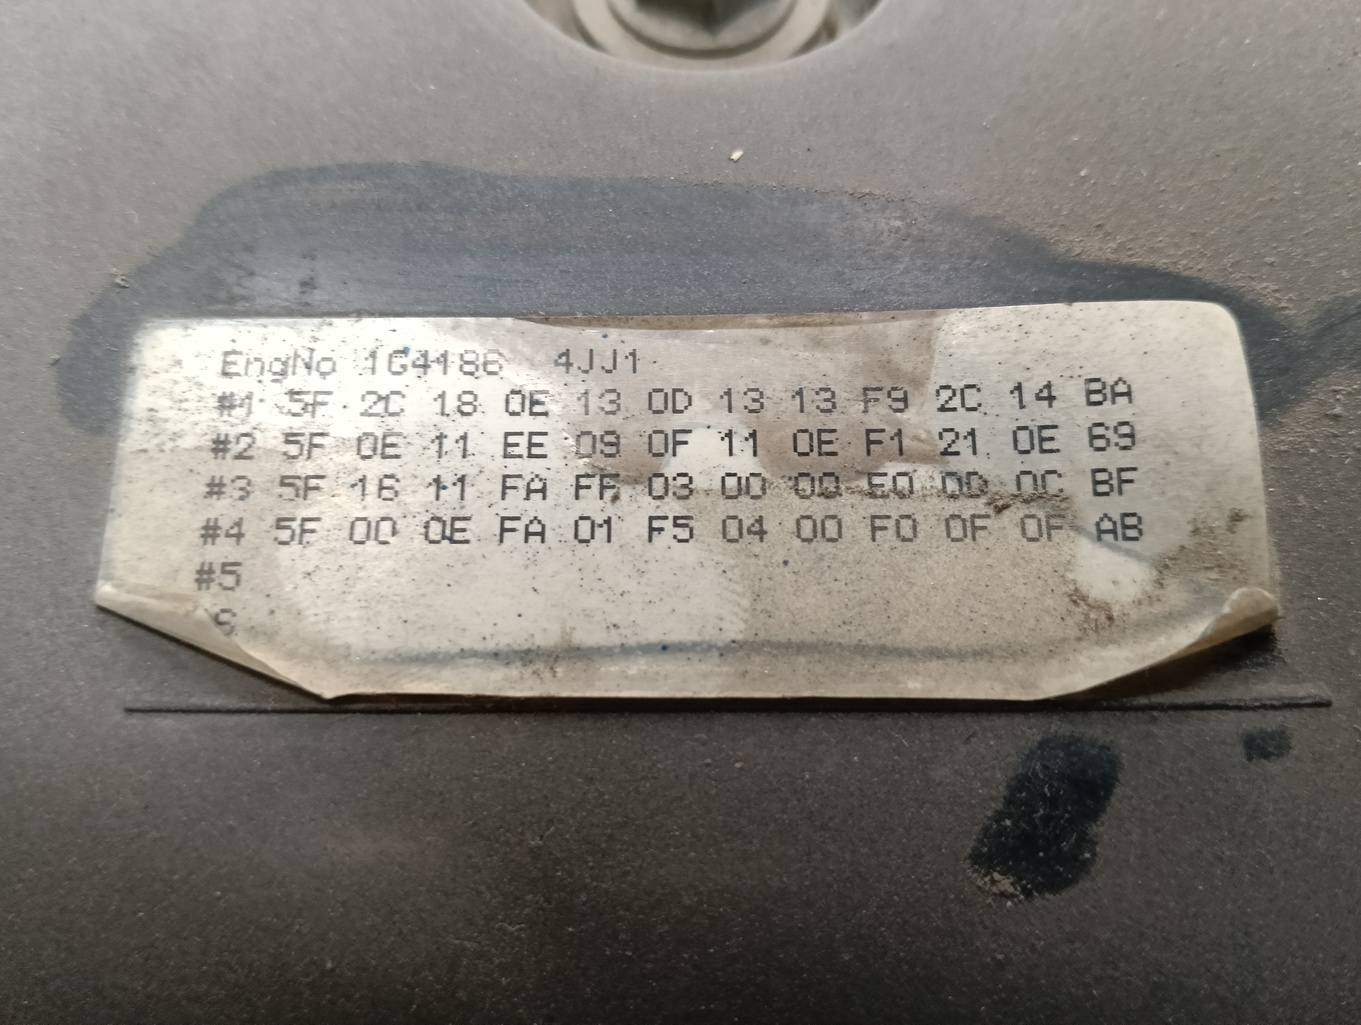 EngNo 1G4186 4JJ1
#1 5F 2C 18 0E 13 0D 13 13 F9 2C 14 BA
#2 5F 0E 11 EE 09 0F 11 0E F1 21 0E 69
#3 5F 16 11 FA FF 03 00 00 E0 0D 0C BF
#4 5F 00 0E FA 01 F5 04 00 F0 0F 0F AB
#5
S